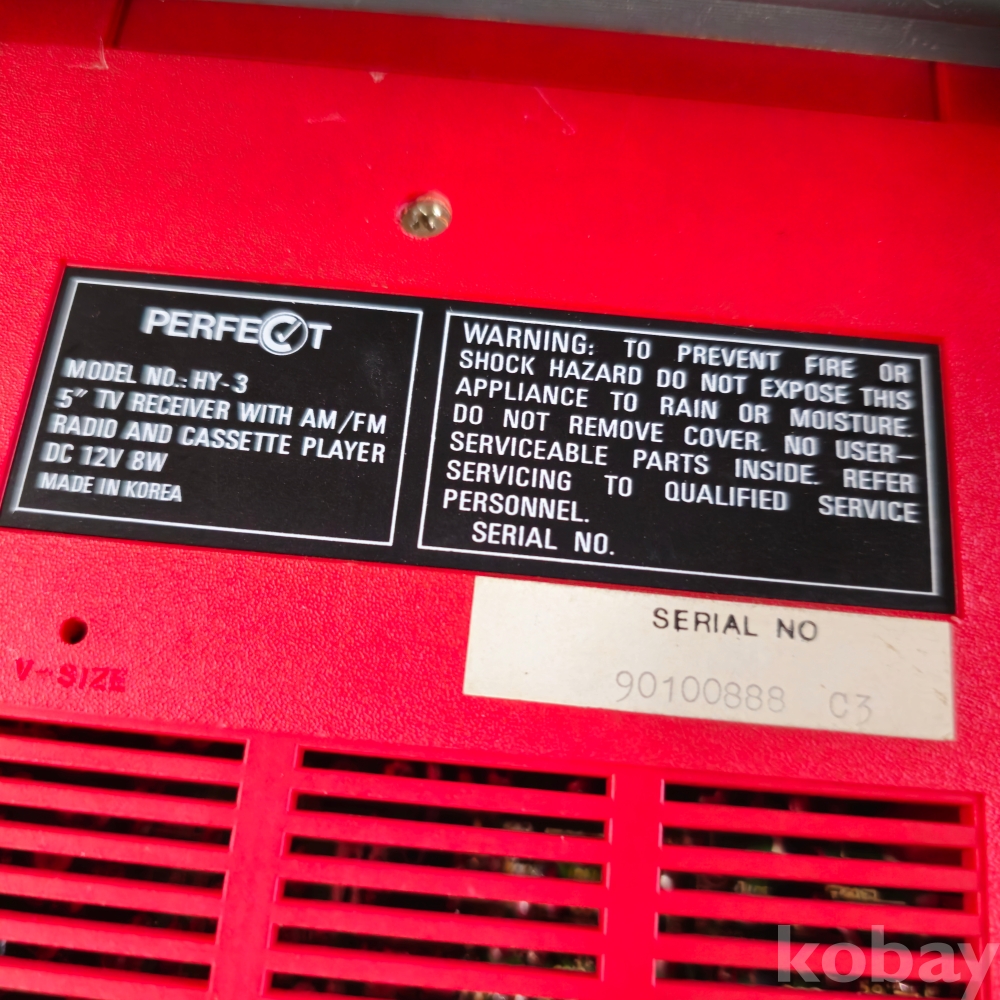 PERFECT
MODEL NO.: HY-3
5" TV RECEIVER WITH AM/FM
RADIO AND CASSETTE PLAYER
DC 12V 8W
MADE IN KOREA
WARNING: TO PREVENT FIRE OR
SHOCK HAZARD DO NOT EXPOSE THIS
APPLIANCE TO RAIN OR MOISTURE.
DO NOT REMOVE COVER. NO USER-
SERVICEABLE PARTS INSIDE. REFER
SERVICING TO QUALIFIED SERVICE
PERSONNEL.
SERIAL NO.
SERIAL NO
90100888 C3
V-SIZE
kobay